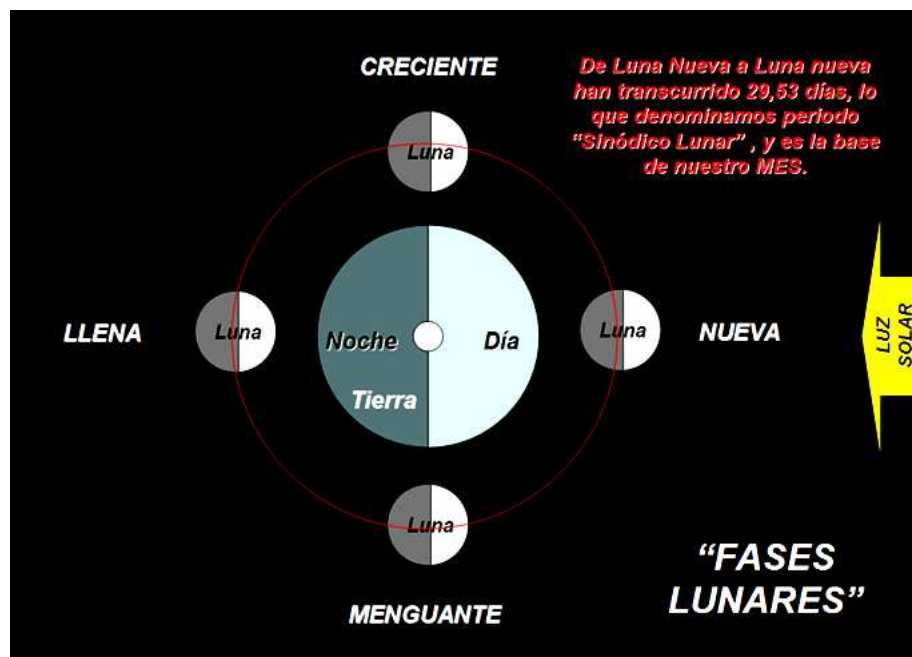 CRECIENTE
De Luna Nueva a Luna nueva
han transcurrido 29,53 días, lo
que denominamos periodo
“Sinódico Lunar” , y es la base
de nuestro MES.
Luna
LLENA
Luna
Noche
Día
Tierra
Luna
NUEVA
LUZ
SOLAR
Luna
MENGUANTE
“FASES
LUNARES”